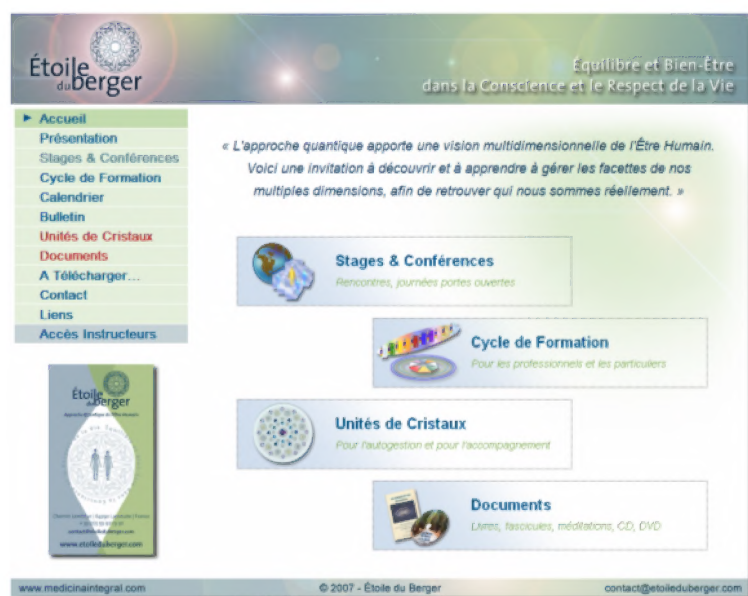 Étoile
du Berger
Équilibre et Bien-Être
dans la Conscience et le Respect de la Vie
Accueil
Présentation
Stages & Conférences
Cycle de Formation
Calendrier
Bulletin
Unités de Cristaux
Documents
A Télécharger...
Contact
Liens
Accès Instructeurs
« L'approche quantique apporte une vision multidimensionnelle de l'Être Humain.
Voici une invitation à découvrir et à apprendre à gérer les facettes de nos
multiples dimensions, afin de retrouver qui nous sommes réellement. »
Stages & Conférences
Rencontres, journées portes ouvertes
Cycle de Formation
Pour les professionnels et les particuliers
Unités de Cristaux
Pour l'autogestion et pour l'accompagnement
Documents
Livres, fascicules, méditations, CD, DVD
Étoile
du Berger
www.etoileduberger.com
www.medicinaintegral.com
© 2007 - Étoile du Berger
contact@etoileduberger.com